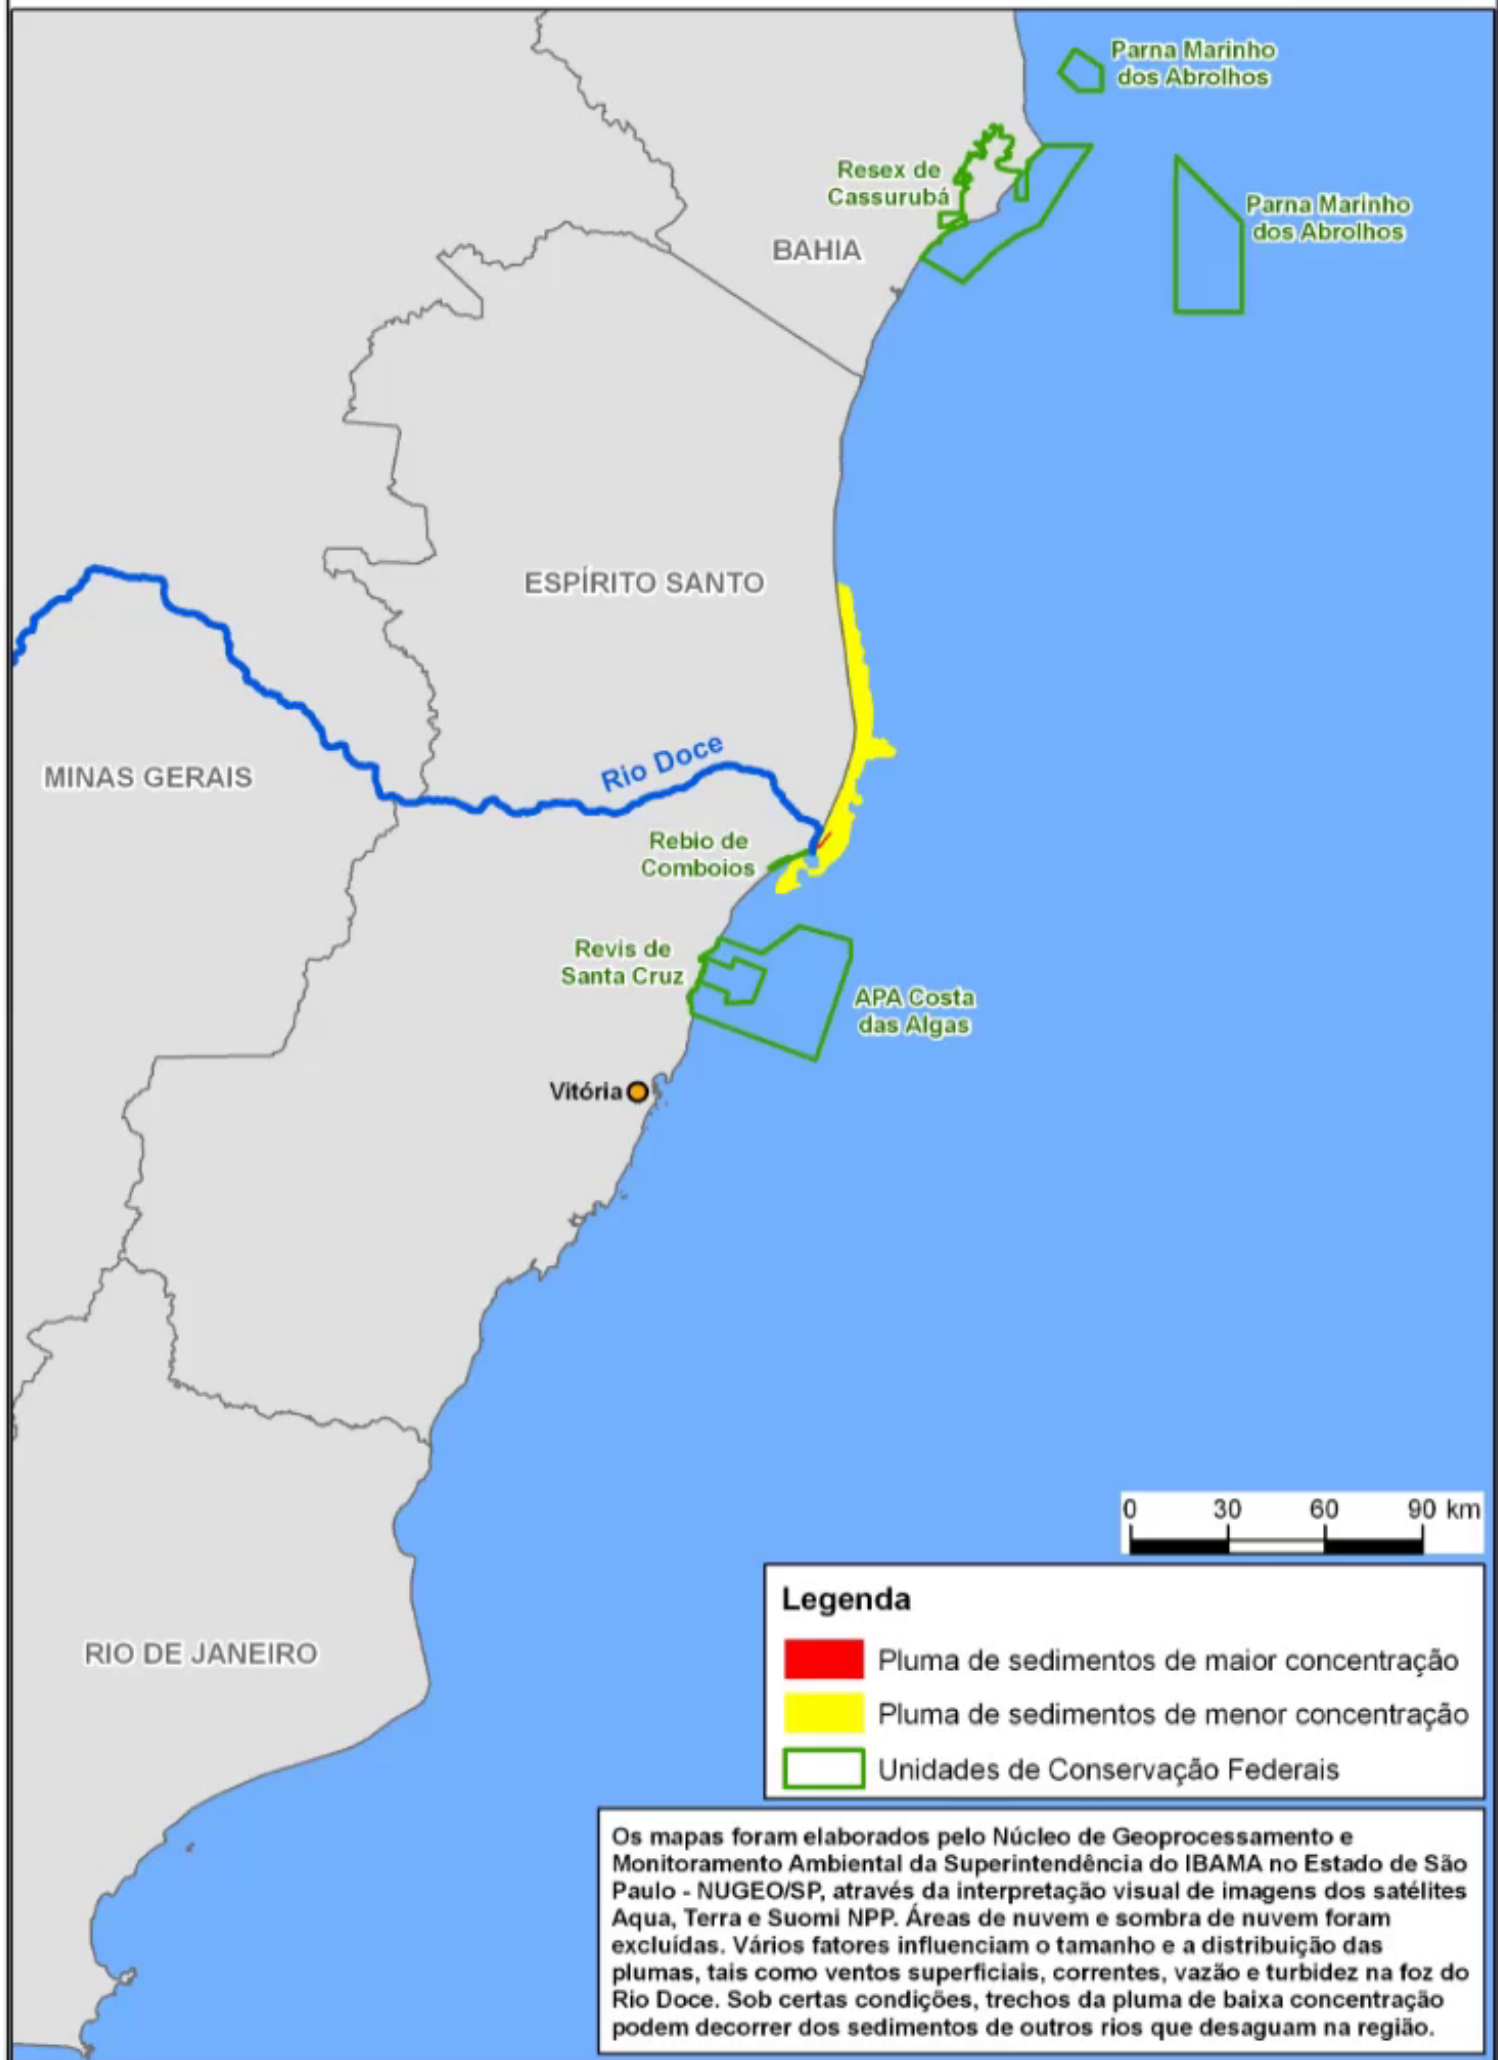 Parna Marinho
dos Abrolhos
Resex de
Cassurubá
Parna Marinho
dos Abrolhos
BAHIA
ESPÍRITO SANTO
Rio Doce
MINAS GERAIS
Rebio de
Comboios
Revis de
Santa Cruz
APA Costa
das Algas
Vitória
0 30 60 90 km
RIO DE JANEIRO
Legenda
Pluma de sedimentos de maior concentração
Pluma de sedimentos de menor concentração
Unidades de Conservação Federais
Os mapas foram elaborados pelo Núcleo de Geoprocessamento e
Monitoramento Ambiental da Superintendência do IBAMA no Estado de São
Paulo - NUGEO/SP, através da interpretação visual de imagens dos satélites
Aqua, Terra e Suomi NPP. Áreas de nuvem e sombra de nuvem foram
excluídas. Vários fatores influenciam o tamanho e a distribuição das
plumas, tais como ventos superficiais, correntes, vazão e turbidez na foz do
Rio Doce. Sob certas condições, trechos da pluma de baixa concentração
podem decorrer dos sedimentos de outros rios que desaguam na região.